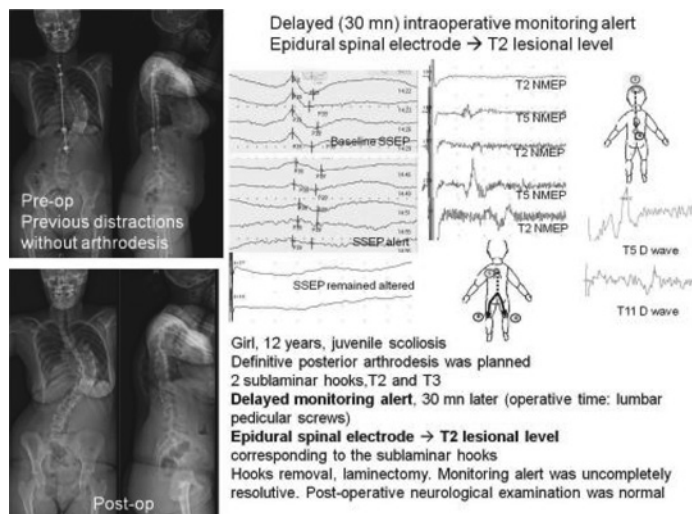 Delayed (30 mn) intraoperative monitoring alert
Epidural spinal electrode → T2 lesional level
Pre-op
Previous distractions
without arthrodesis
Baseline SSEP
SSEP alert
SSEP remained altered
T2 NMEP
T5 NMEP
T2 NMEP
T5 NMEP
T2 NMEP
T5 D wave
T11 D wave
Post-op
Girl, 12 years, juvenile scoliosis
Definitive posterior arthrodesis was planned
2 sublaminar hooks,T2 and T3
Delayed monitoring alert, 30 mn later (operative time: lumbar
pedicular screws)
Epidural spinal electrode → T2 lesional level
corresponding to the sublaminar hooks
Hooks removal, laminectomy. Monitoring alert was uncompletely
resolutive. Post-operative neurological examination was normal